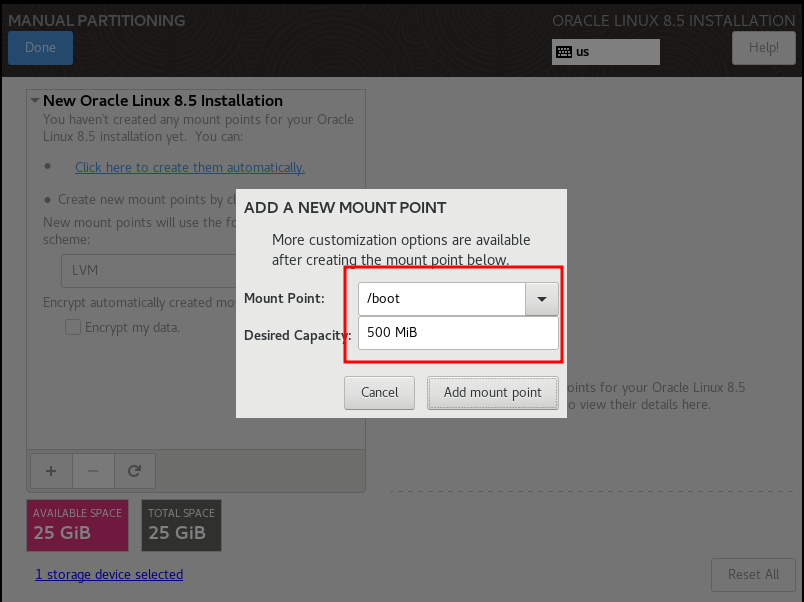 MANUAL PARTITIONING
ORACLE LINUX 8.5 INSTALLATION
Done
us
Help!
New Oracle Linux 8.5 Installation
You haven't created any mount points for your Oracle
Linux 8.5 installation yet. You can:
• Click here to create them automatically.
• Create new mount points by cl
New mount points will use the fo
scheme:
LVM
Encrypt automatically created mo
Encrypt my data.
ADD A NEW MOUNT POINT
More customization options are available
after creating the mount point below.
Mount Point:
/boot
Desired Capacity:
500 MiB
Cancel
Add mount point
oints for your Oracle Linux 8.5
o view their details here.
+
−
AVAILABLE SPACE
25 GiB
TOTAL SPACE
25 GiB
1 storage device selected
Reset All